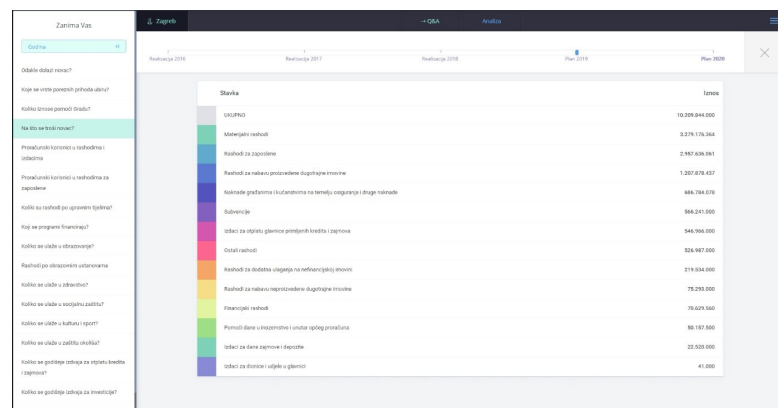 Zanima Vas
Zagreb
Q&A
Analiza
Godina
Realizacija 2016
Realizacija 2017
Realizacija 2018
Plan 2019
Plan 2020
Odakle dolazi novac?
Koje se vrste poreznih prihoda ubiru?
Koliko iznose pomoći Gradu?
Na što se troši novac?
Proračunski korisnici u rashodima i
izdacima
Proračunski korisnici u rashodima za
zaposlene
Koliki su rashodi po upravnim tijelima?
Koji se programi financiraju?
Koliko se ulaže u obrazovanje?
Rashodi po obrazovnim ustanovama
Koliko se ulaže u zdravstvo?
Koliko se ulaže u socijalnu zaštitu?
Koliko se ulaže u kulturu i sport?
Koliko se ulaže u zaštitu okoliša?
Koliko se godišnje izdvaja za otplatu kredita
i zajmova?
Koliko se godišnje izdvaja za investicije?
Stavka Iznos
UKUPNO 10.209.844.000
Materijalni rashodi 3.279.176.364
Rashodi za zaposlene 2.957.636.061
Rashodi za nabavu proizvedene dugotrajne imovine 1.207.878.437
Naknade građanima i kućanstvima na temelju osiguranja i druge naknade 686.784.078
Subvencije 566.241.000
Izdaci za otplatu glavnice primljenih kredita i zajmova 546.966.000
Ostali rashodi 526.987.000
Rashodi za dodatna ulaganja na nefinancijskoj imovini 219.534.000
Rashodi za nabavu neproizvedene dugotrajne imovine 75.293.000
Financijski rashodi 70.629.560
Pomoći dane u inozemstvo i unutar općeg proračuna 50.157.500
Izdaci za dane zajmove i depozite 22.520.000
Izdaci za dionice i udjele u glavnici 41.000